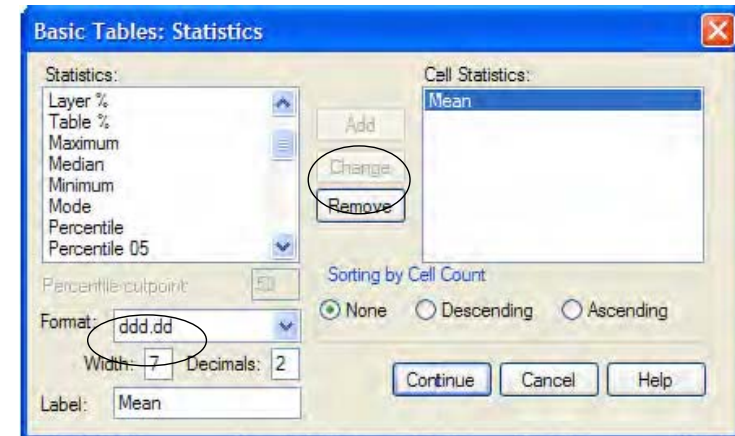 Basic Tables: Statistics
Statistics:
Layer %
Table %
Maximum
Median
Minimum
Mode
Percentile
Percentile 05
Percentile cutpoint: 50
Format: ddd.dd
Width: 7 Decimals: 2
Label: Mean
Add
Change
Remove
Cell Statistics:
Mean
Sorting by Cell Count
None Descending Ascending
Continue Cancel Help